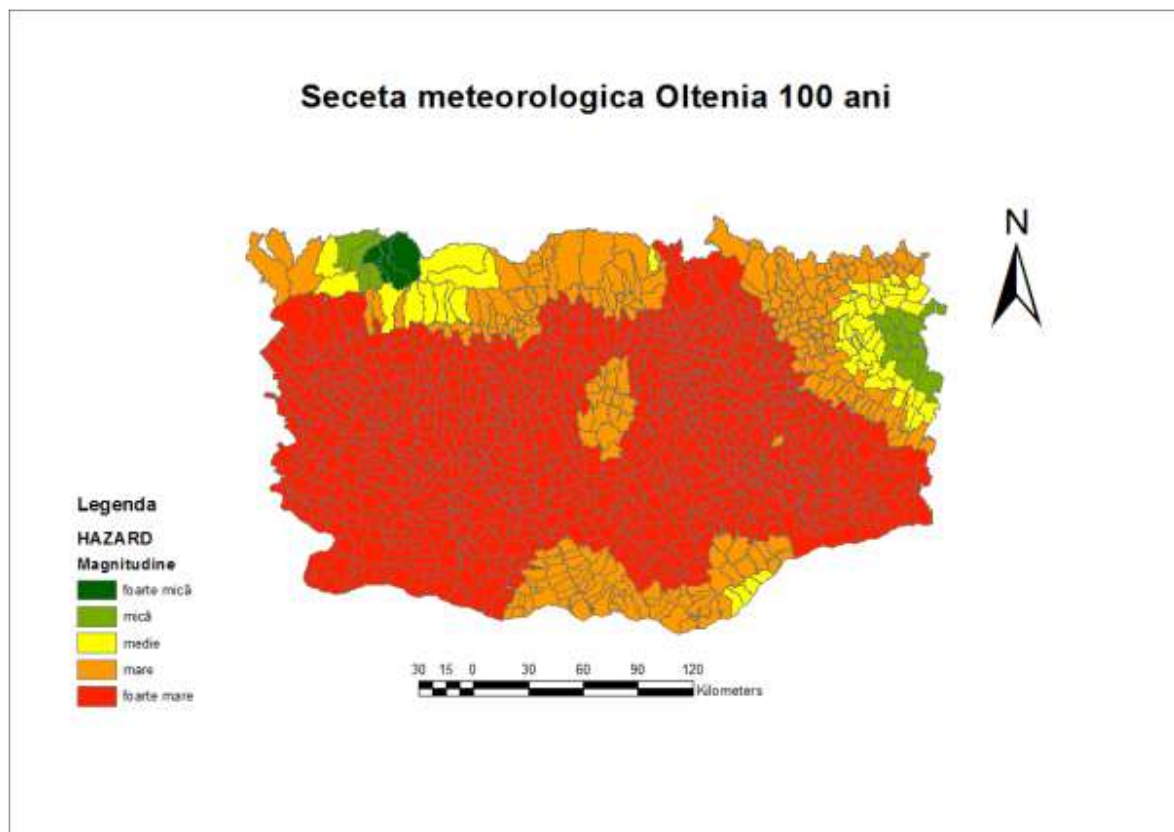 Seceta meteorologica Oltenia 100 ani
N
Legenda
HAZARD
Magnitudine
foarte mică
mică
medie
mare
foarte mare
30 15 0 30 60 90 120
Kilometers